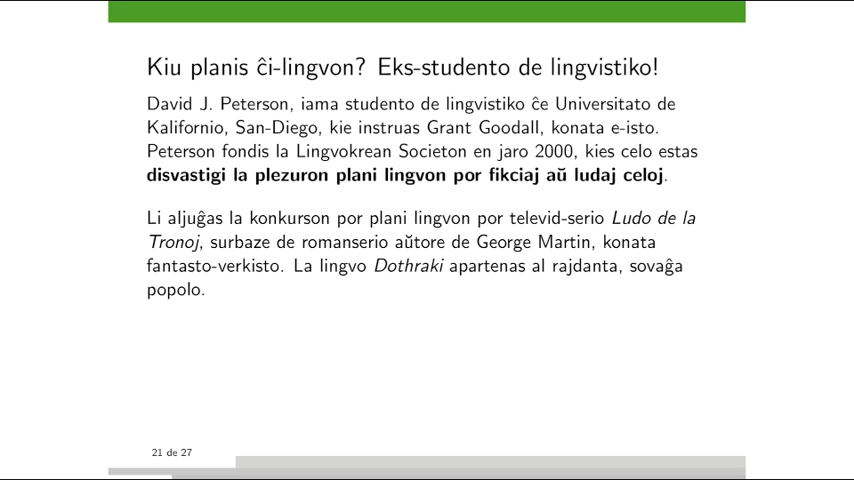 Kiu planis ĉi-lingvon? Eks-studento de lingvistiko!
David J. Peterson, iama studento de lingvistiko ĉe Universitato de
Kalifornio, San-Diego, kie instruas Grant Goodall, konata e-isto.
Peterson fondis la Lingvokrean Societon en jaro 2000, kies celo estas
disvastigi la plezuron plani lingvon por fikciaj aŭ ludaj celoj.
Li aljuĝas la konkurson por plani lingvon por televid-serio Ludo de la
Tronoj, surbaze de romanserio aŭtore de George Martin, konata
fantasto-verkisto. La lingvo Dothraki apartenas al rajdanta, sovaĝa
popolo.
21 de 27